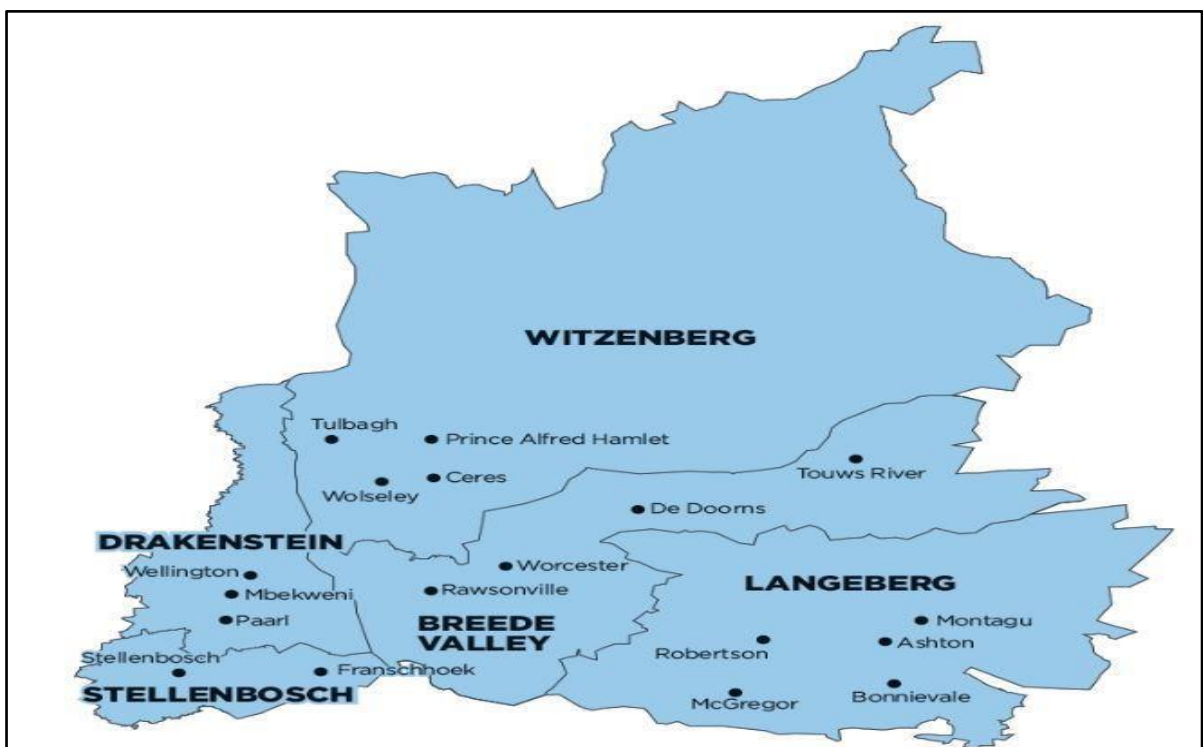 WITZENBERG
Tulbagh
Prince Alfred Hamlet
Wolseley
Ceres
Touws River
De Doorns
DRAKENSTEIN
Wellington
Mbekweni
Paarl
Worcester
Rawsonville
BREEDE
VALLEY
LANGEBERG
Montagu
Ashton
Robertson
McGregor
Bonnievale
Stellenbosch
Franschhoek
STELLENBOSCH